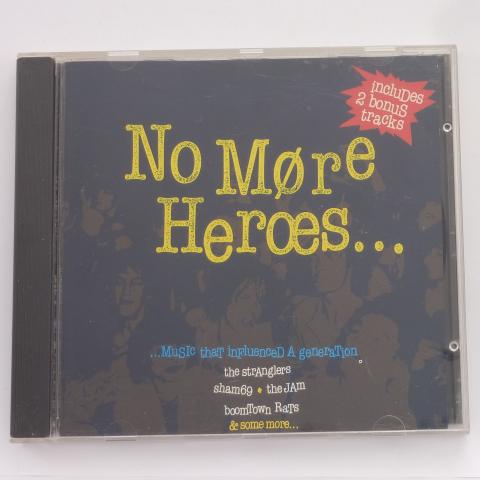 includes
2 bonus
tracks
No Møre
Herœs...
...Music that influenceD A generaTion
the strAnglers
sham69 • the JAm
boomTown RaTs
& some more...